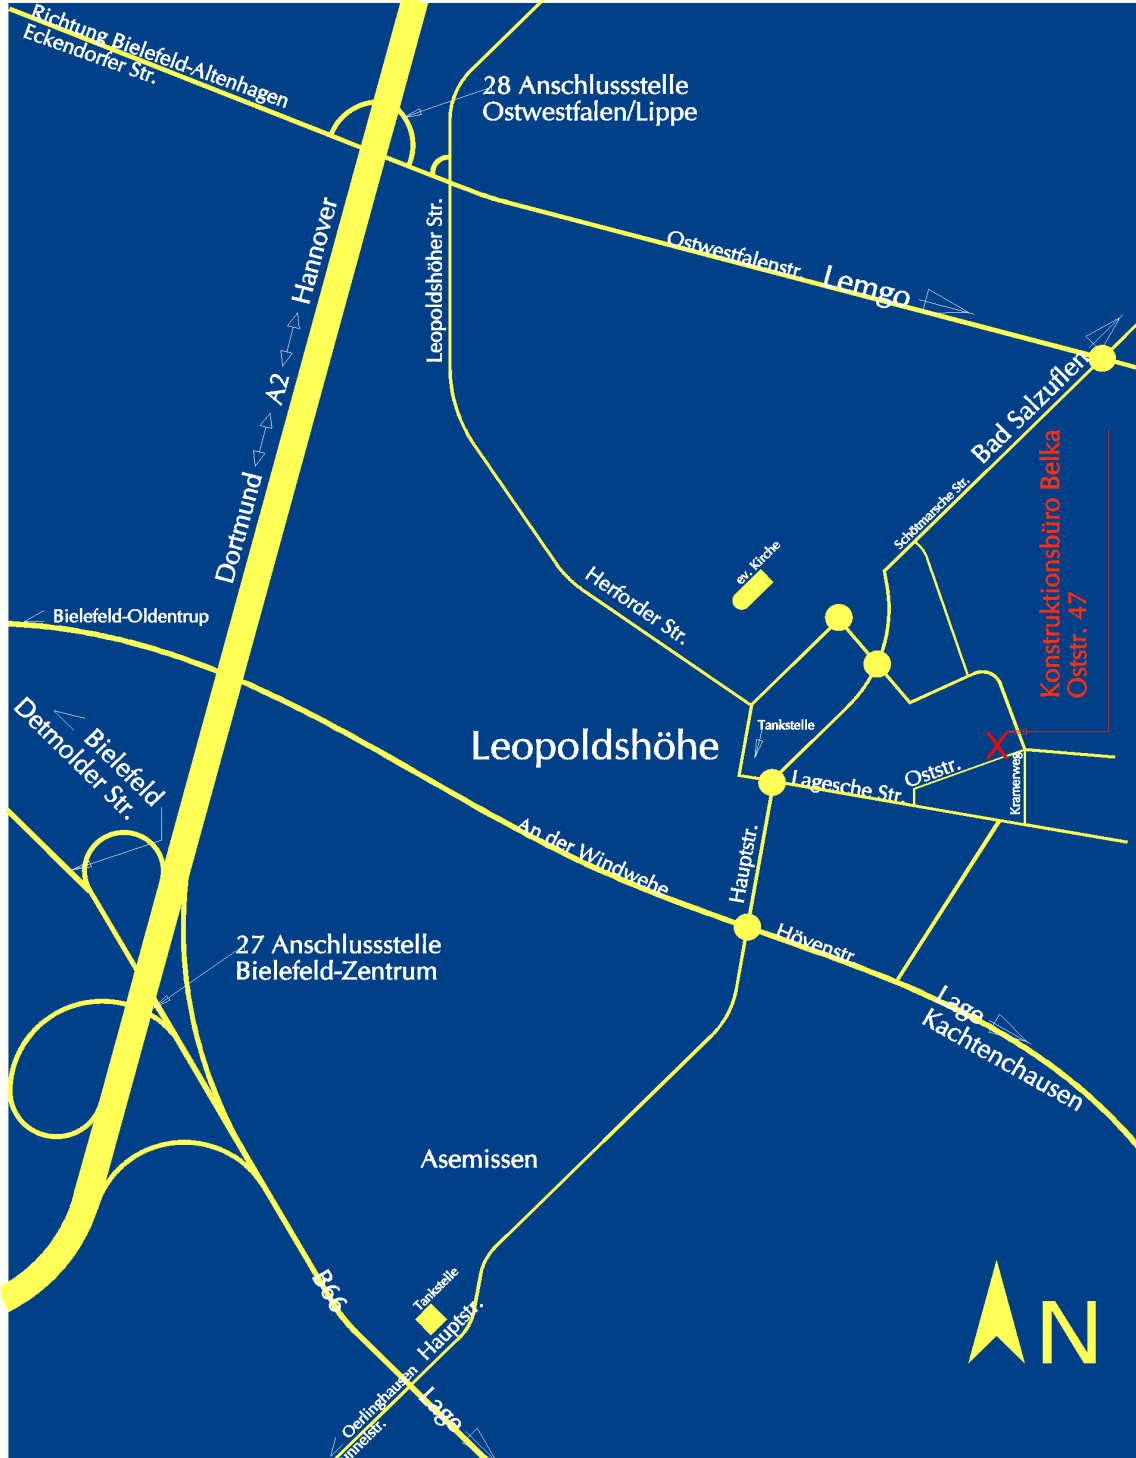 Richtung Bielefeld-Altenhagen
Eckendorfer Str.
28 Anschlussstelle
Ostwestfalen/Lippe
Leopoldshöher Str.
Hannover
A2
Dortmund
Ostwestfalenstr.
Lemgo
Bad Salzuflen
Schötmarsche Str.
Konstruktionsbüro Belka
Oststr. 47
ev. Kirche
Herforder Str.
Bielefeld-Oldentrup
Bielefeld
Detmolder Str.
Leopoldshöhe
Tankstelle
Lagesche Str.
Oststr.
X
Kramerweg
An der Windwehe
Hauptstr.
Hövenstr
27 Anschlussstelle
Bielefeld-Zentrum
Lage
Kachtenchausen
Asemissen
B66
Tankstelle
Hauptstr.
Oerlinghausen
unnelstr.
Lage
N